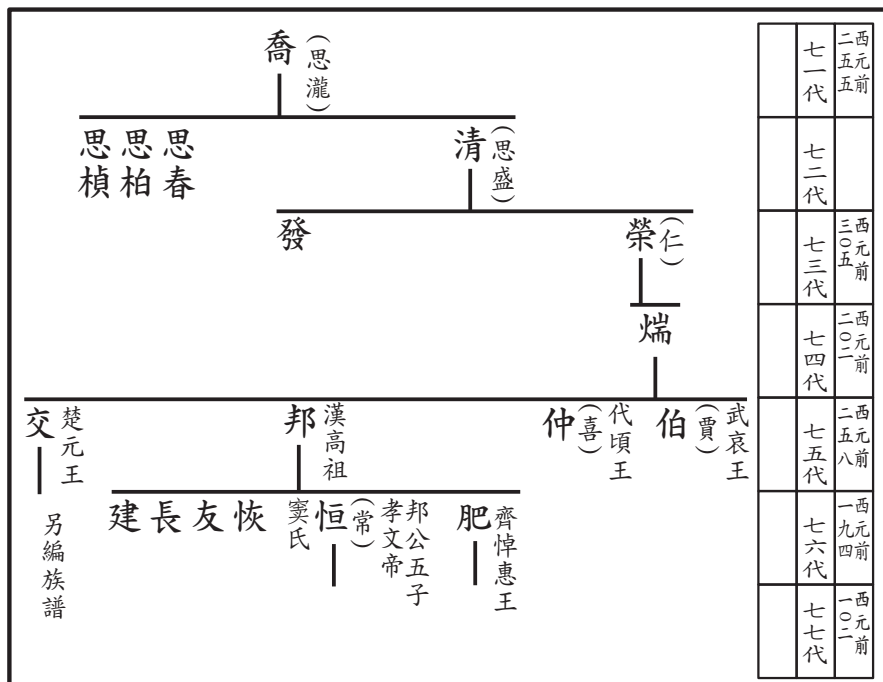 西元前
二五五
七一代
喬
(思瀧)
七二代
清
(思盛)
思春
思柏
思楨
西元前
三〇五
七三代
榮
(仁)
發
西元前
二〇二
七四代
煓
西元前
二五八
七五代
武哀王
伯
(賈)
代頃王
仲
(喜)
漢高祖
邦
楚元王
交
西元前
一九四
七六代
齊悼惠王
肥
邦公五子
孝文帝
恒
(常)
竇氏
恢
友
長
建
另編族譜
西元前
一〇二
七七代